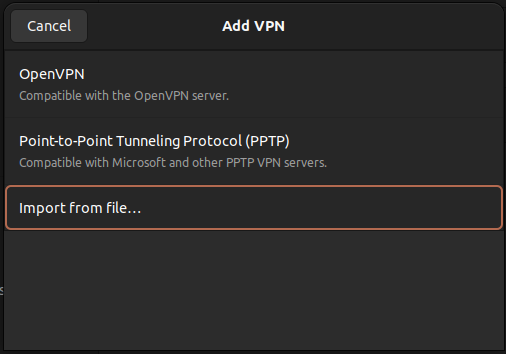 Cancel
Add VPN
OpenVPN
Compatible with the OpenVPN server.
Point-to-Point Tunneling Protocol (PPTP)
Compatible with Microsoft and other PPTP VPN servers.
Import from file…